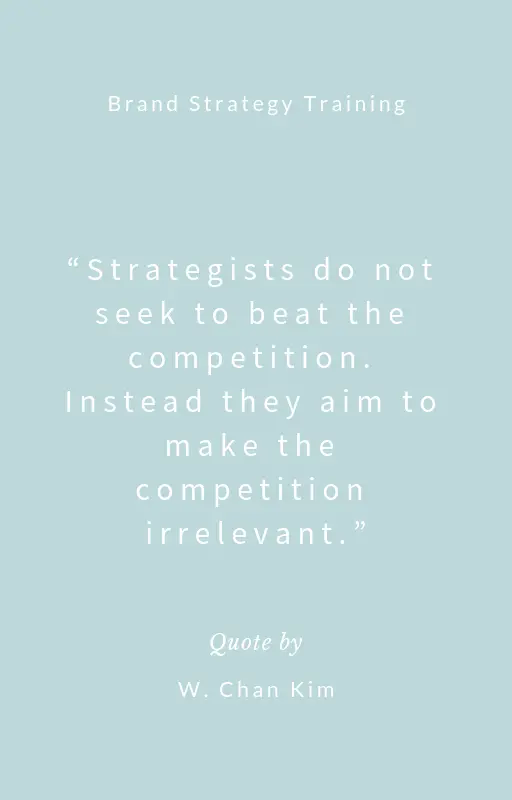 Brand Strategy Training
“Strategists do not
seek to beat the
competition.
Instead they aim to
make the
competition
irrelevant.”
Quote by
W. Chan Kim